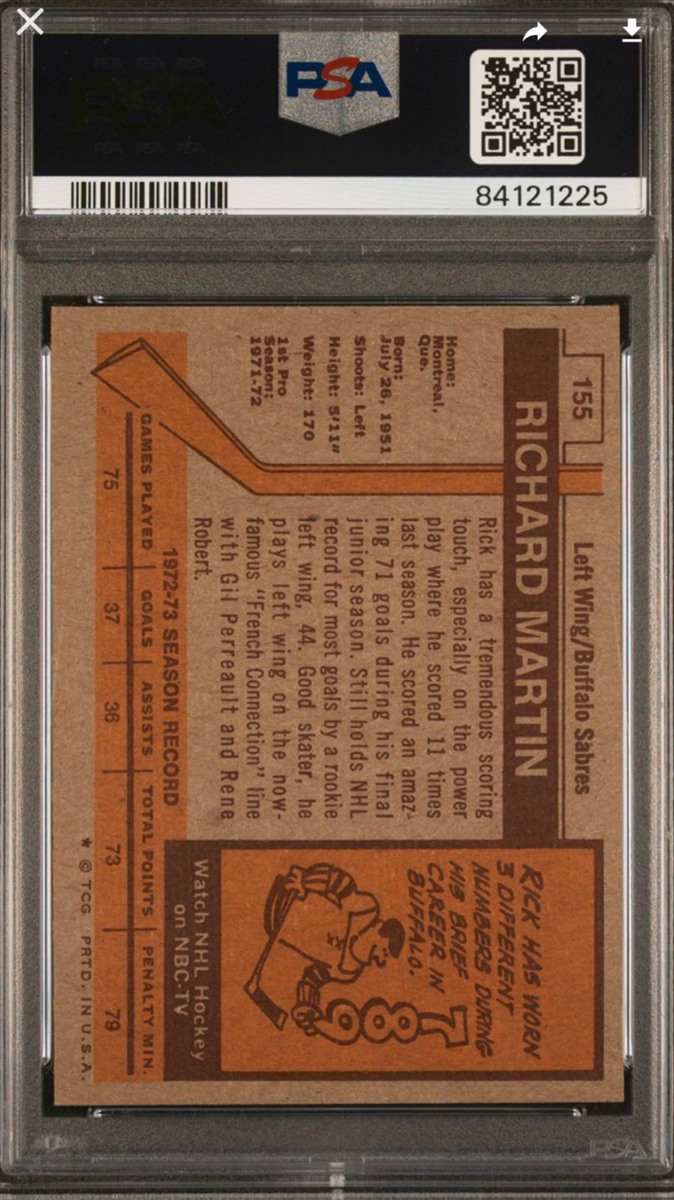 PSA
84121225
155
Left Wing/Buffalo Sabres
RICHARD MARTIN
Home:
Montreal,
Que.
Born:
July 26, 1951
Shoots: Left
Height: 5'11"
Weight: 170
1st Pro
Season:
1971-72
Rick has a tremendous scoring
touch, especially on the power
play where he scored 11 times
last season. He scored an amaz-
ing 71 goals during his final
junior season. Still holds NHL
record for most goals by a rookie
left wing, 44. Good skater, he
plays left wing on the now-
famous "French Connection" line
with Gil Perreault and Rene
Robert.
RICK HAS WORN
3 DIFFERENT
NUMBERS DURING
HIS BRIEF
CAREER IN
BUFFALO.
7
8
9
Watch NHL Hockey
on NBC-TV
1972-73 SEASON RECORD
GAMES PLAYED | GOALS | ASSISTS | TOTAL POINTS | PENALTY MIN.
75 37 36 73 79
* © TCG PRTD. IN U.S.A.
PSA